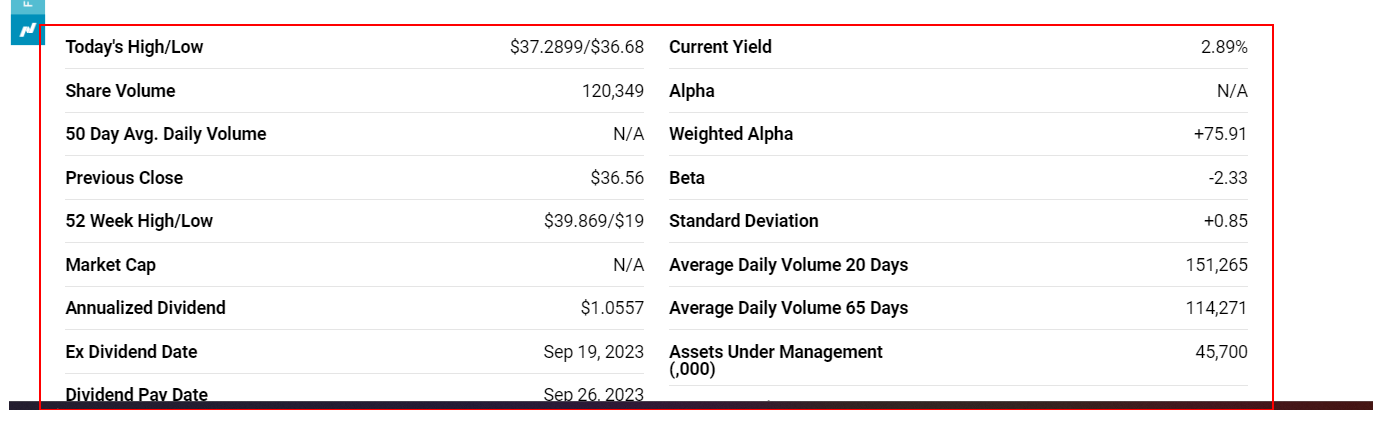 Today's High/Low $37.2899/$36.68 Current Yield 2.89%
Share Volume 120,349 Alpha N/A
50 Day Avg. Daily Volume N/A Weighted Alpha +75.91
Previous Close $36.56 Beta -2.33
52 Week High/Low $39.869/$19 Standard Deviation +0.85
Market Cap N/A Average Daily Volume 20 Days 151,265
Annualized Dividend $1.0557 Average Daily Volume 65 Days 114,271
Ex Dividend Date Sep 19, 2023 Assets Under Management 45,700
(,000)
Dividend Pay Date Sep 26, 2023